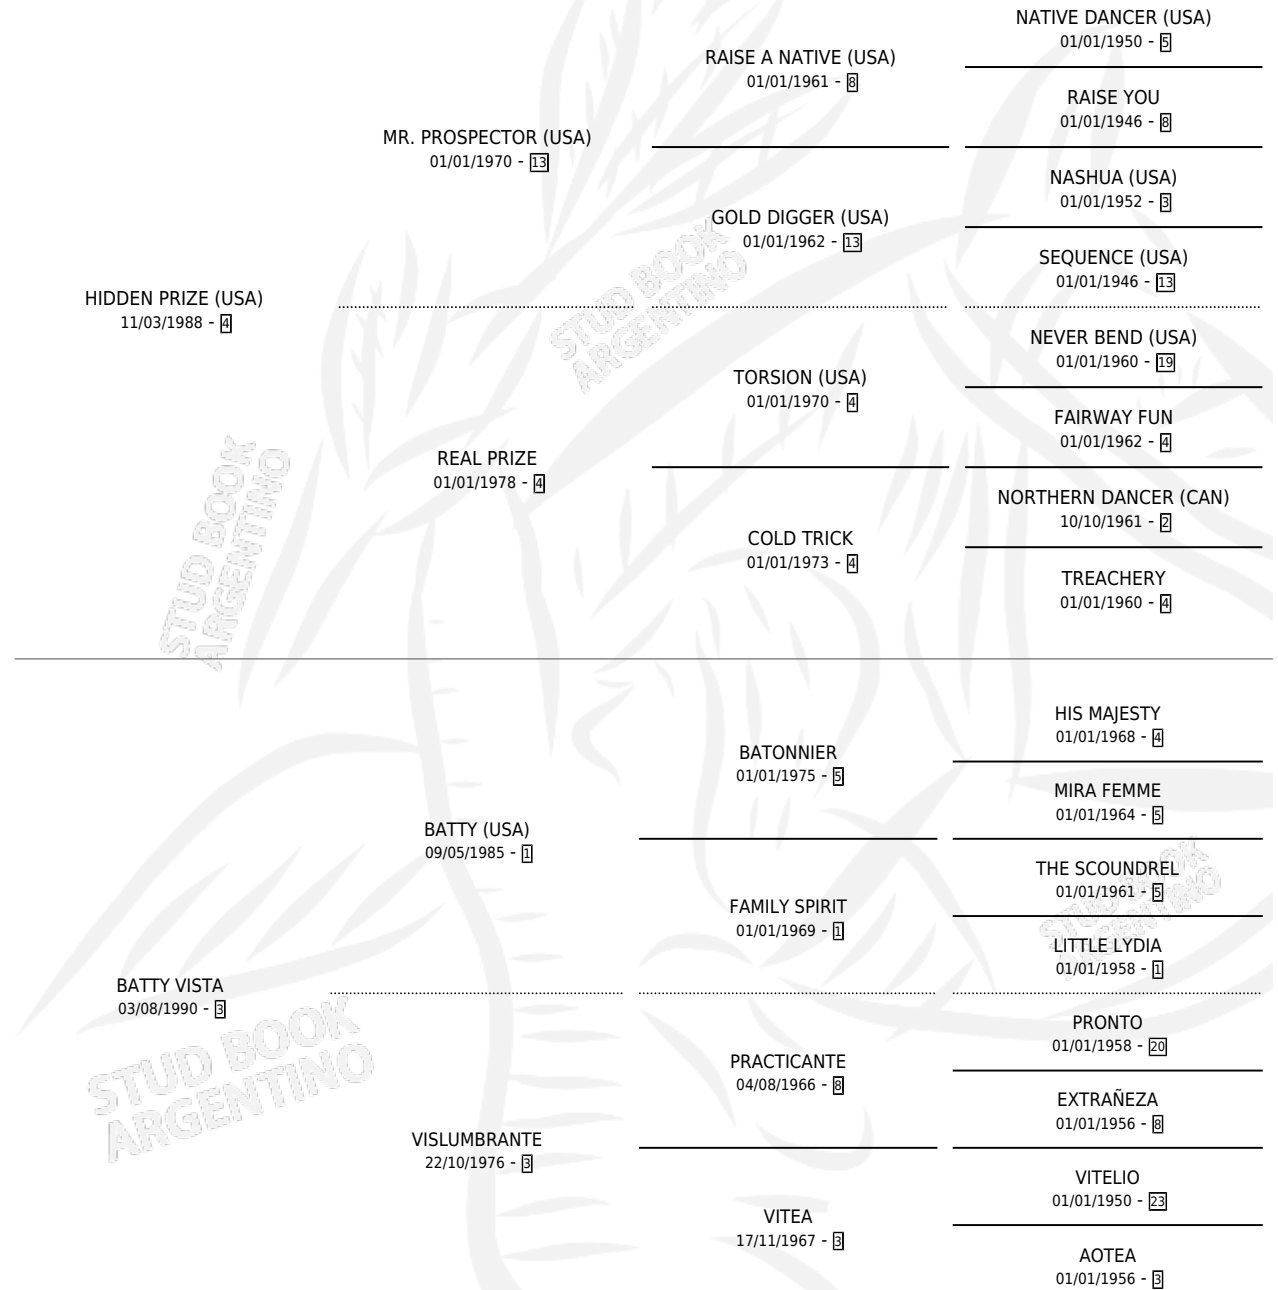 NATIVE DANCER (USA)
01/01/1950 - 5
RAISE A NATIVE (USA)
01/01/1961 - 8
RAISE YOU
01/01/1946 - 8
MR. PROSPECTOR (USA)
01/01/1970 - 13
NASHUA (USA)
01/01/1952 - 3
GOLD DIGGER (USA)
01/01/1962 - 13
SEQUENCE (USA)
01/01/1946 - 13
HIDDEN PRIZE (USA)
11/03/1988 - 4
STUD BOOK
ARGENTINO
NEVER BEND (USA)
01/01/1960 - 19
TORSION (USA)
01/01/1970 - 4
FAIRWAY FUN
01/01/1962 - 4
REAL PRIZE
01/01/1978 - 4
NORTHERN DANCER (CAN)
10/10/1961 - 2
COLD TRICK
01/01/1973 - 4
TREACHERY
01/01/1960 - 4
STUD BOOK
ARGENTINO
HIS MAJESTY
01/01/1968 - 4
BATONNIER
01/01/1975 - 5
MIRA FEMME
01/01/1964 - 5
BATTY (USA)
09/05/1985 - 1
THE SCOUNDREL
01/01/1961 - 5
FAMILY SPIRIT
01/01/1969 - 1
LITTLE LYDIA
01/01/1958 - 1
STUD BOOK
ARGENTINO
BATTY VISTA
03/08/1990 - 3
PRONTO
01/01/1958 - 20
PRACTICANTE
04/08/1966 - 8
EXTRAÑEZA
01/01/1956 - 8
STUD BOOK
ARGENTINO
VISLUMBRANTE
22/10/1976 - 3
VITELIO
01/01/1950 - 23
VITEA
17/11/1967 - 3
AOTEA
01/01/1956 - 3